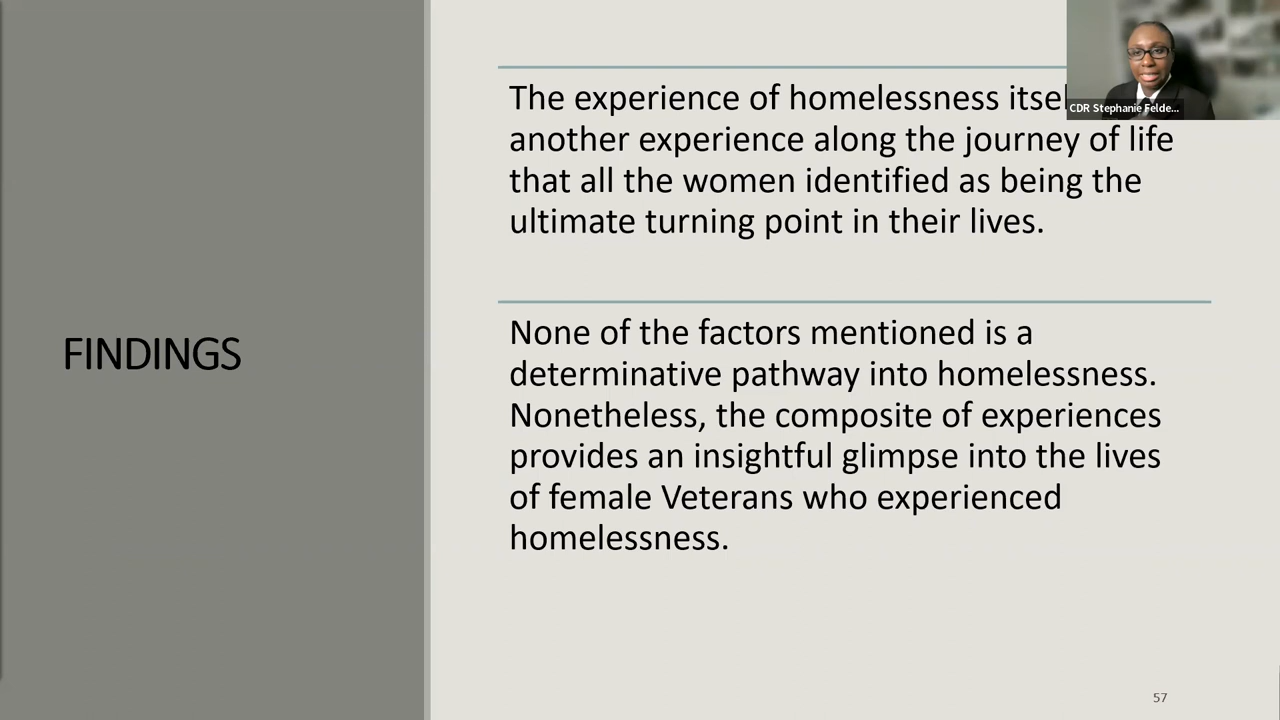 FINDINGS
The experience of homelessness
another experience along the journey of life
that all the women identified as being the
ultimate turning point in their lives.
None of the factors mentioned is a
determinative pathway into homelessness.
Nonetheless, the composite of experiences
provides an insightful glimpse into the lives
of female Veterans who experienced
homelessness.
CDR Stephanie Felde...
57